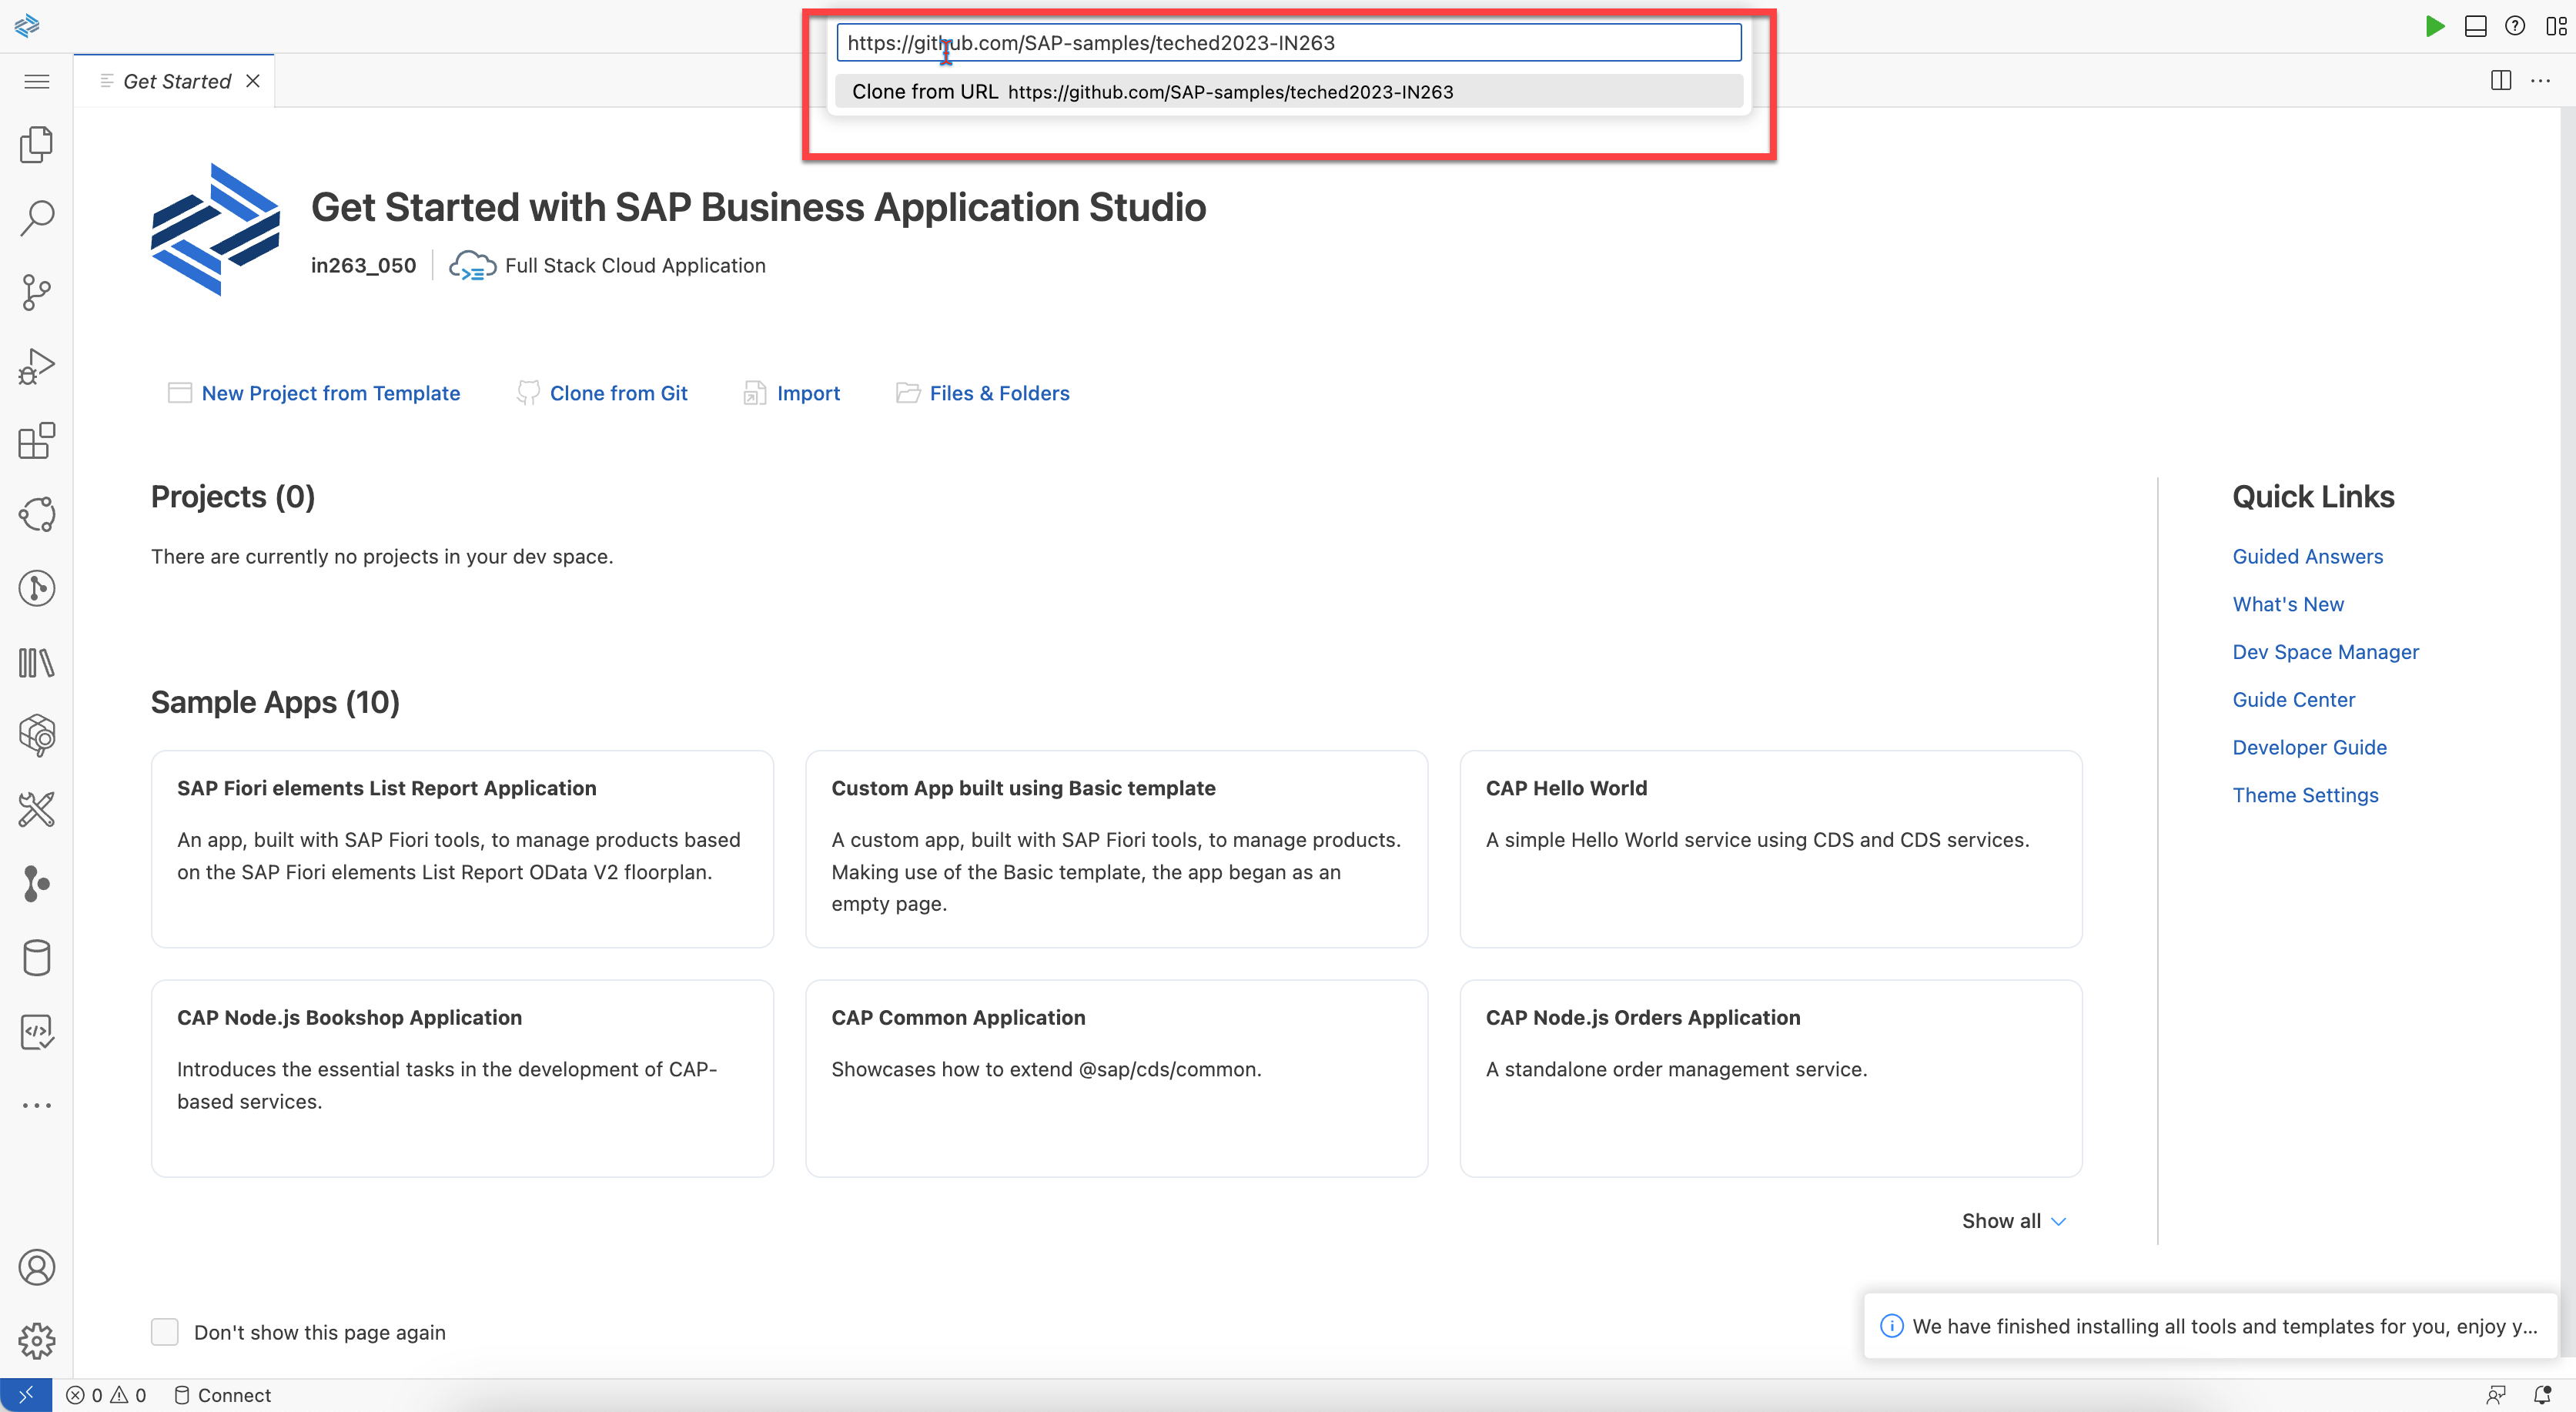 https://github.com/SAP-samples/teched2023-IN263
Clone from URL https://github.com/SAP-samples/teched2023-IN263
Get Started
Get Started with SAP Business Application Studio
in263_050
Full Stack Cloud Application
New Project from Template
Clone from Git
Import
Files & Folders
Projects (0)
There are currently no projects in your dev space.
Quick Links
Guided Answers
What's New
Dev Space Manager
Guide Center
Developer Guide
Theme Settings
Sample Apps (10)
SAP Fiori elements List Report Application
An app, built with SAP Fiori tools, to manage products based
on the SAP Fiori elements List Report OData V2 floorplan.
Custom App built using Basic template
A custom app, built with SAP Fiori tools, to manage products.
Making use of the Basic template, the app began as an
empty page.
CAP Hello World
A simple Hello World service using CDS and CDS services.
CAP Node.js Bookshop Application
Introduces the essential tasks in the development of CAP-
based services.
CAP Common Application
Showcases how to extend @sap/cds/common.
CAP Node.js Orders Application
A standalone order management service.
Show all
Don't show this page again
We have finished installing all tools and templates for you, enjoy y...
0
0
Connect